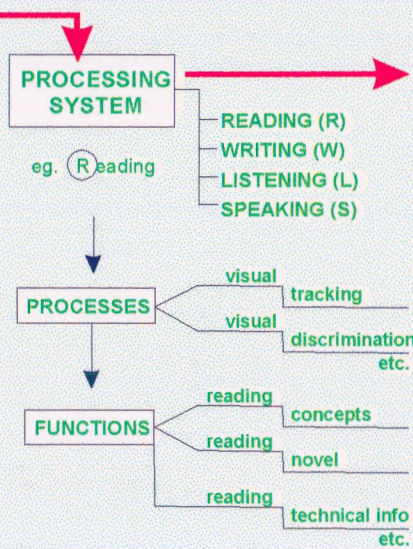 PROCESSING
SYSTEM
READING (R)
WRITING (W)
LISTENING (L)
SPEAKING (S)
eg. Reading
PROCESSES
visual tracking
visual discrimination
etc.
FUNCTIONS
reading concepts
reading novel
reading technical info
etc.